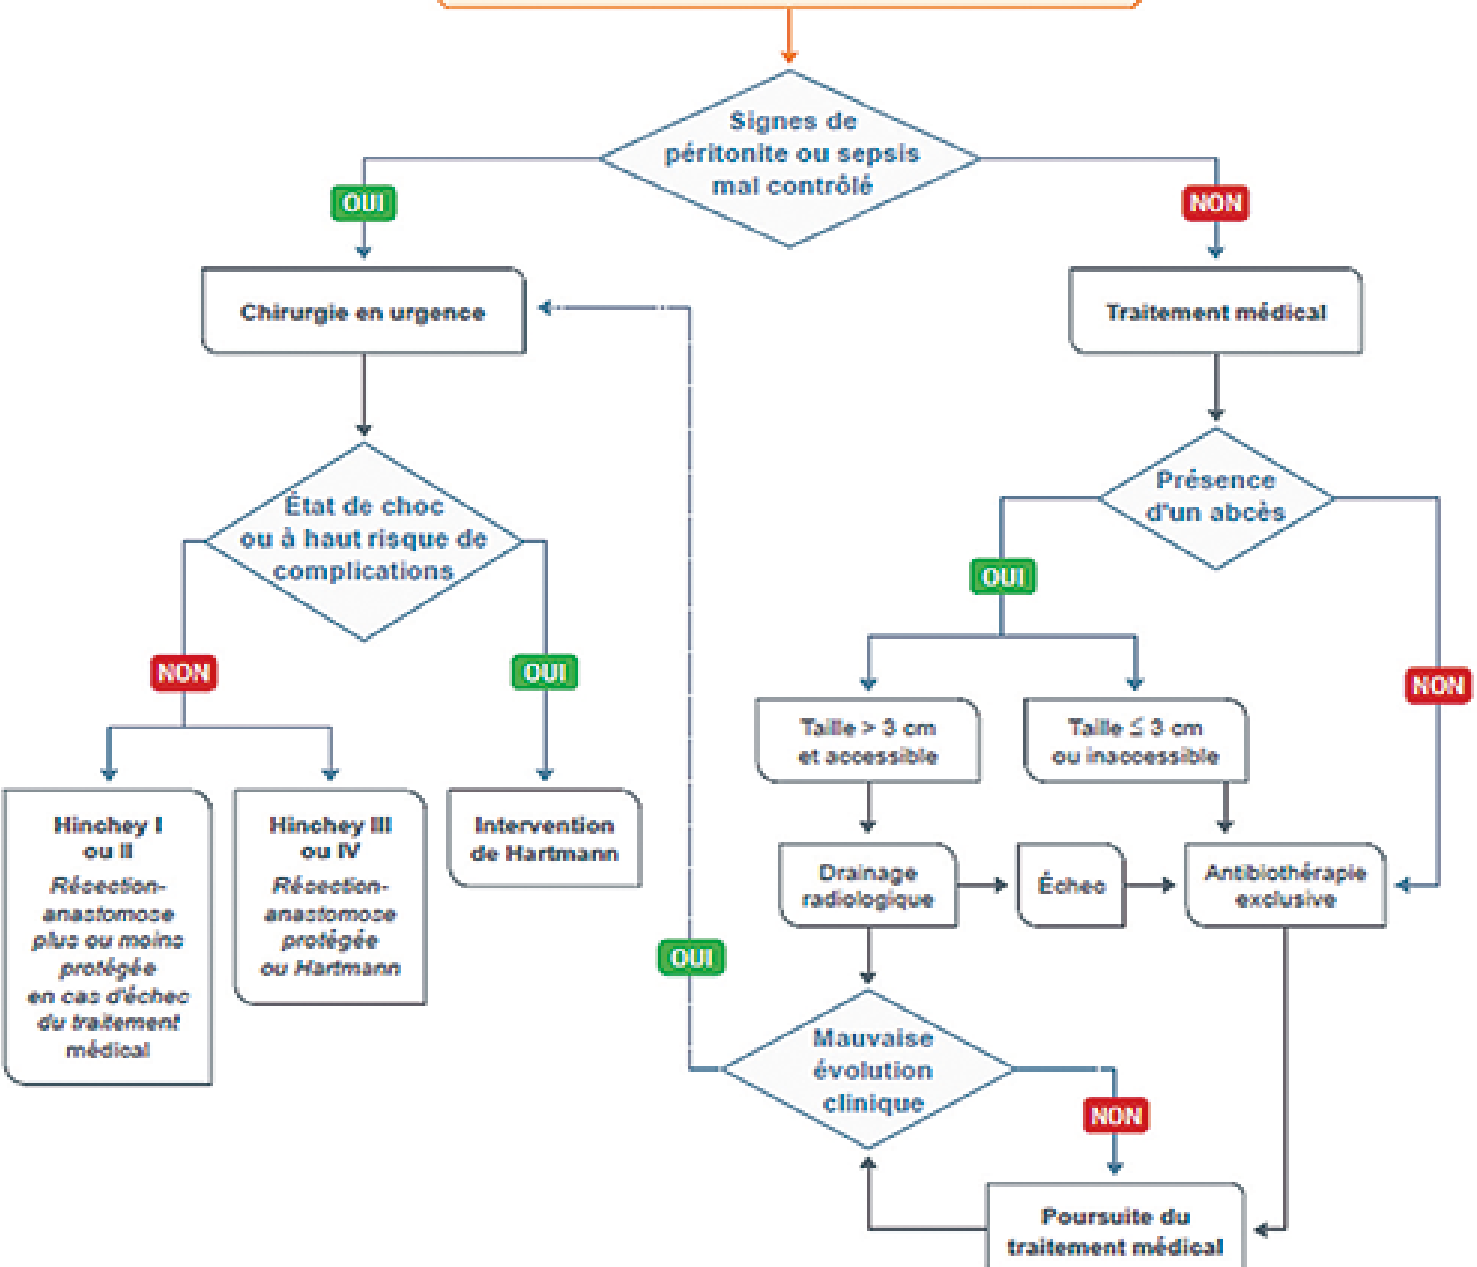 Signes de
péritonite ou sepsis
mal contrôlé
OUI
NON
Chirurgie en urgence
Traitement médical
État de choc
ou à haut risque de
complications
Présence
d'un abcès
OUI
NON
OUI
NON
Taille > 3 cm
et accessible
Taille ≤ 3 cm
ou inaccessible
Hinchey I
ou II
Résection-
anastomose
plus ou moins
protégée
en cas d'échec
du traitement
médical
Hinchey III
ou IV
Résection-
anastomose
protégée
ou Hartmann
Intervention
de Hartmann
Drainage
radiologique
Échec
Antibiothérapie
exclusive
OUI
Mauvaise
évolution
clinique
NON
Poursuite du
traitement médical